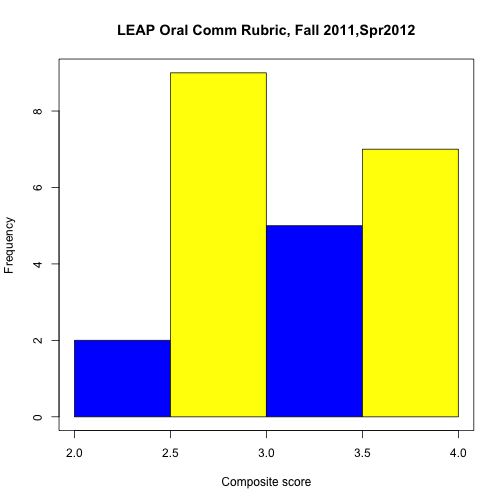 LEAP Oral Comm Rubric, Fall 2011,Spr2012
Frequency
8
6
4
2
0
2.0 2.5 3.0 3.5 4.0
Composite score